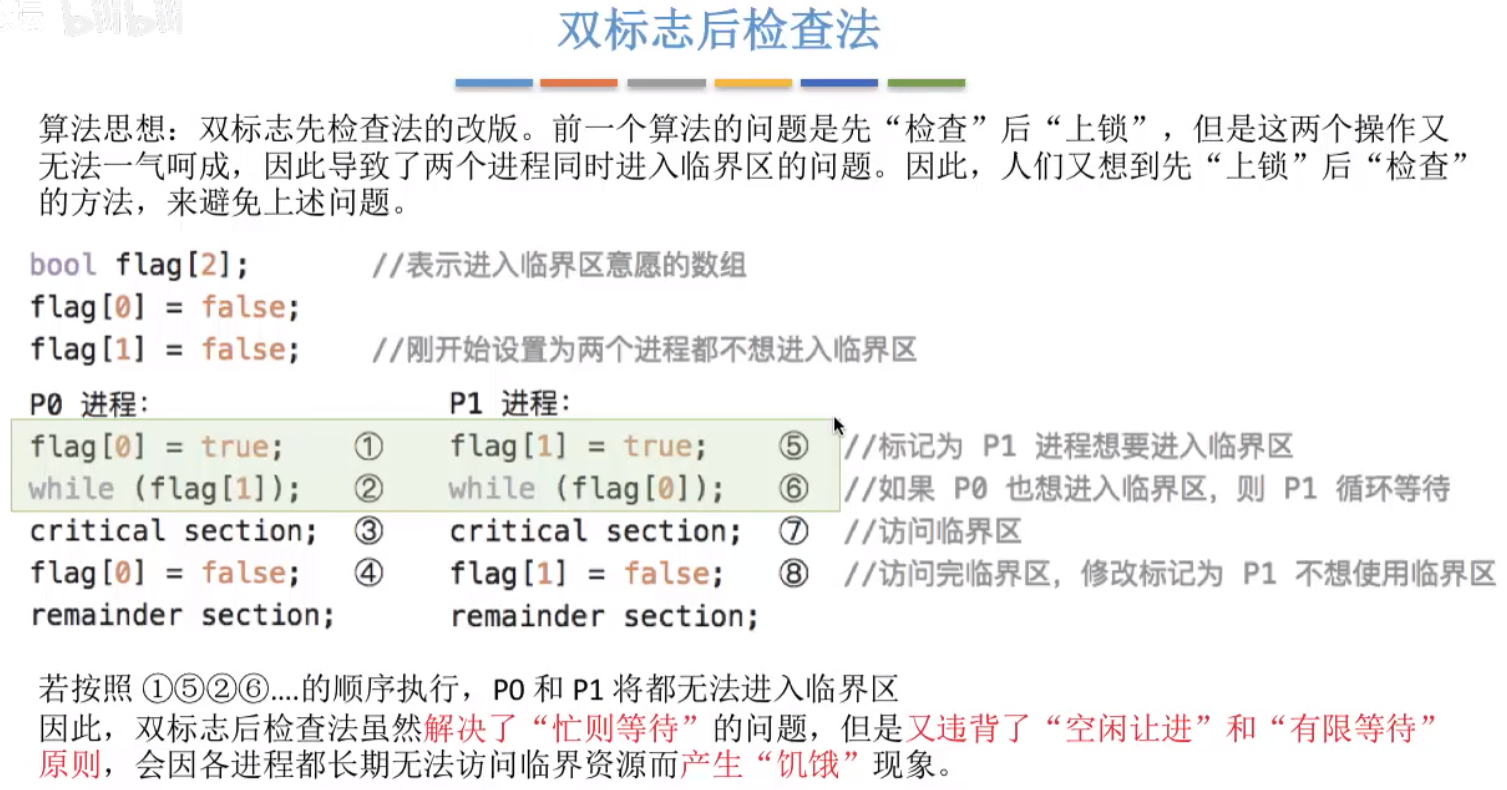 bilibili
双标志后检查法
算法思想：双标志先检查法的改版。前一个算法的问题是先“检查”后“上锁”，但是这两个操作又
无法一气呵成，因此导致了两个进程同时进入临界区的问题。因此，人们又想到先“上锁”后“检查”
的方法，来避免上述问题。
bool flag[2]; //表示进入临界区意愿的数组
flag[0] = false;
flag[1] = false; //刚开始设置为两个进程都不想进入临界区
P0 进程： P1 进程：
flag[0] = true; ① flag[1] = true; ⑤ //标记为 P1 进程想要进入临界区
while (flag[1]); ② while (flag[0]); ⑥ //如果 P0 也想进入临界区，则 P1 循环等待
critical section; ③ critical section; ⑦ //访问临界区
flag[0] = false; ④ flag[1] = false; ⑧ //访问完临界区，修改标记为 P1 不想使用临界区
remainder section; remainder section;
若按照 ①⑤②⑥....的顺序执行，P0 和 P1 将都无法进入临界区
因此，双标志后检查法虽然解决了“忙则等待”的问题，但是又违背了“空闲让进”和“有限等待”
原则，会因各进程都长期无法访问临界资源而产生“饥饿”现象。